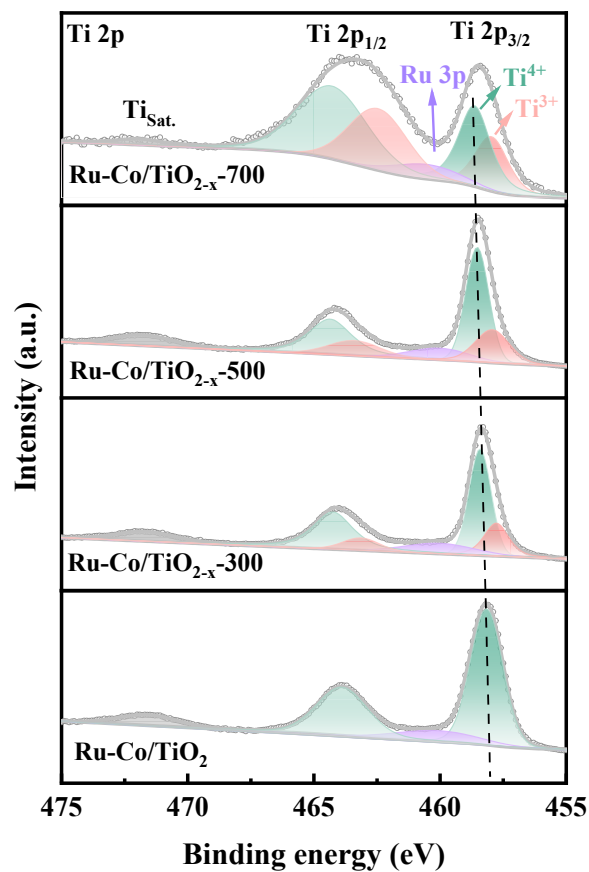 Ti 2p
Ti 2p₁/₂
Ti 2p₃/₂
Ru 3p
Ti⁴⁺
Ti³⁺
Ti_Sat.
Ru-Co/TiO₂₋ₓ-700
Ru-Co/TiO₂₋ₓ-500
Ru-Co/TiO₂₋ₓ-300
Ru-Co/TiO₂
Intensity (a.u.)
475 470 465 460 455
Binding energy (eV)